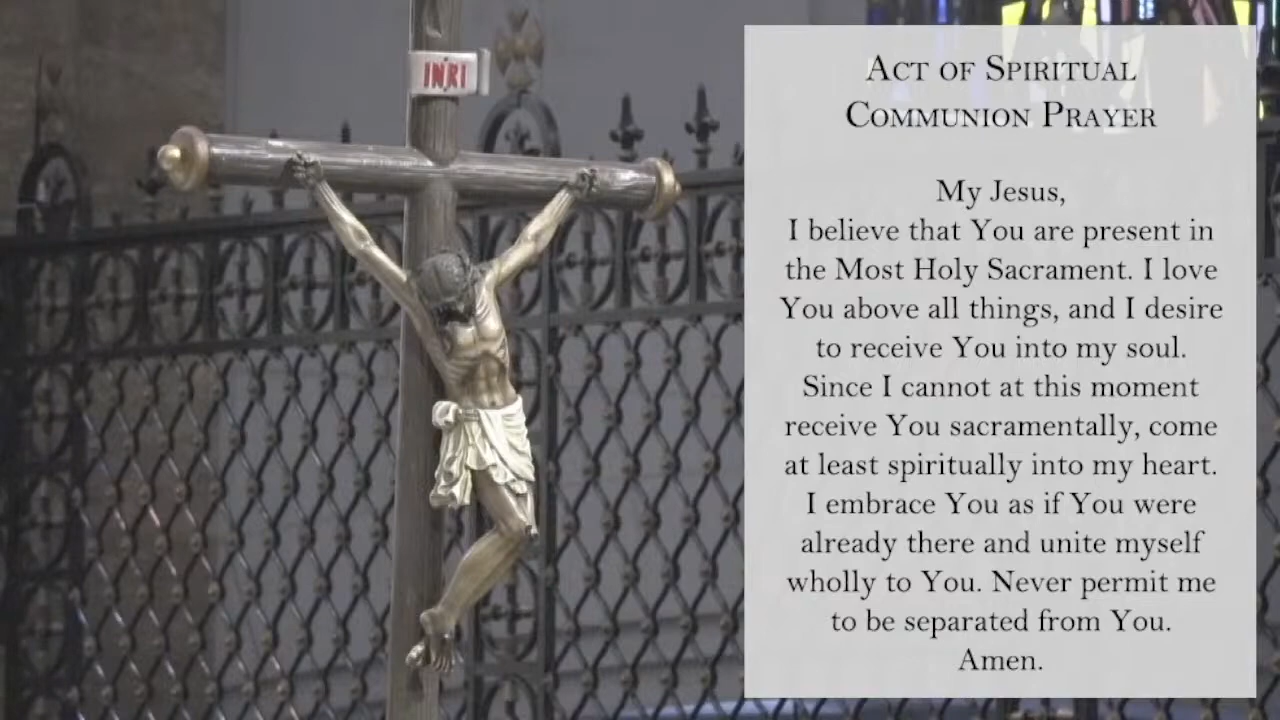 INRI
Act of Spiritual
Communion Prayer
My Jesus,
I believe that You are present in
the Most Holy Sacrament. I love
You above all things, and I desire
to receive You into my soul.
Since I cannot at this moment
receive You sacramentally, come
at least spiritually into my heart.
I embrace You as if You were
already there and unite myself
wholly to You. Never permit me
to be separated from You.
Amen.